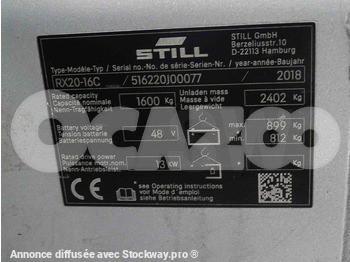 STILL
STILL GmbH
Berzeliusstr.10
D-22113 Hamburg
Type-Modèle-Typ / Serial no.-No. de série-Serien-Nr. / year-année-Baujahr
RX20-16C / 516220J00077 / 2018
Rated capacity
Capacité nominale
Nenn-Tragfähigkeit
1600 Kg
Unladen mass
Masse à vide
Leergewicht
2402 Kg
Battery voltage
Tension batterie
Batteriespannung
48 V
max 899 Kg
min 812 Kg
Rated drive power
Puissance motr.nom.
Nenn-Antriebsleist.
13 kW
CE
see Operating instructions
voir Mode d'emploi
siehe Betriebsanleitung
OCARO
Annonce diffusée avec Stockway.pro ®